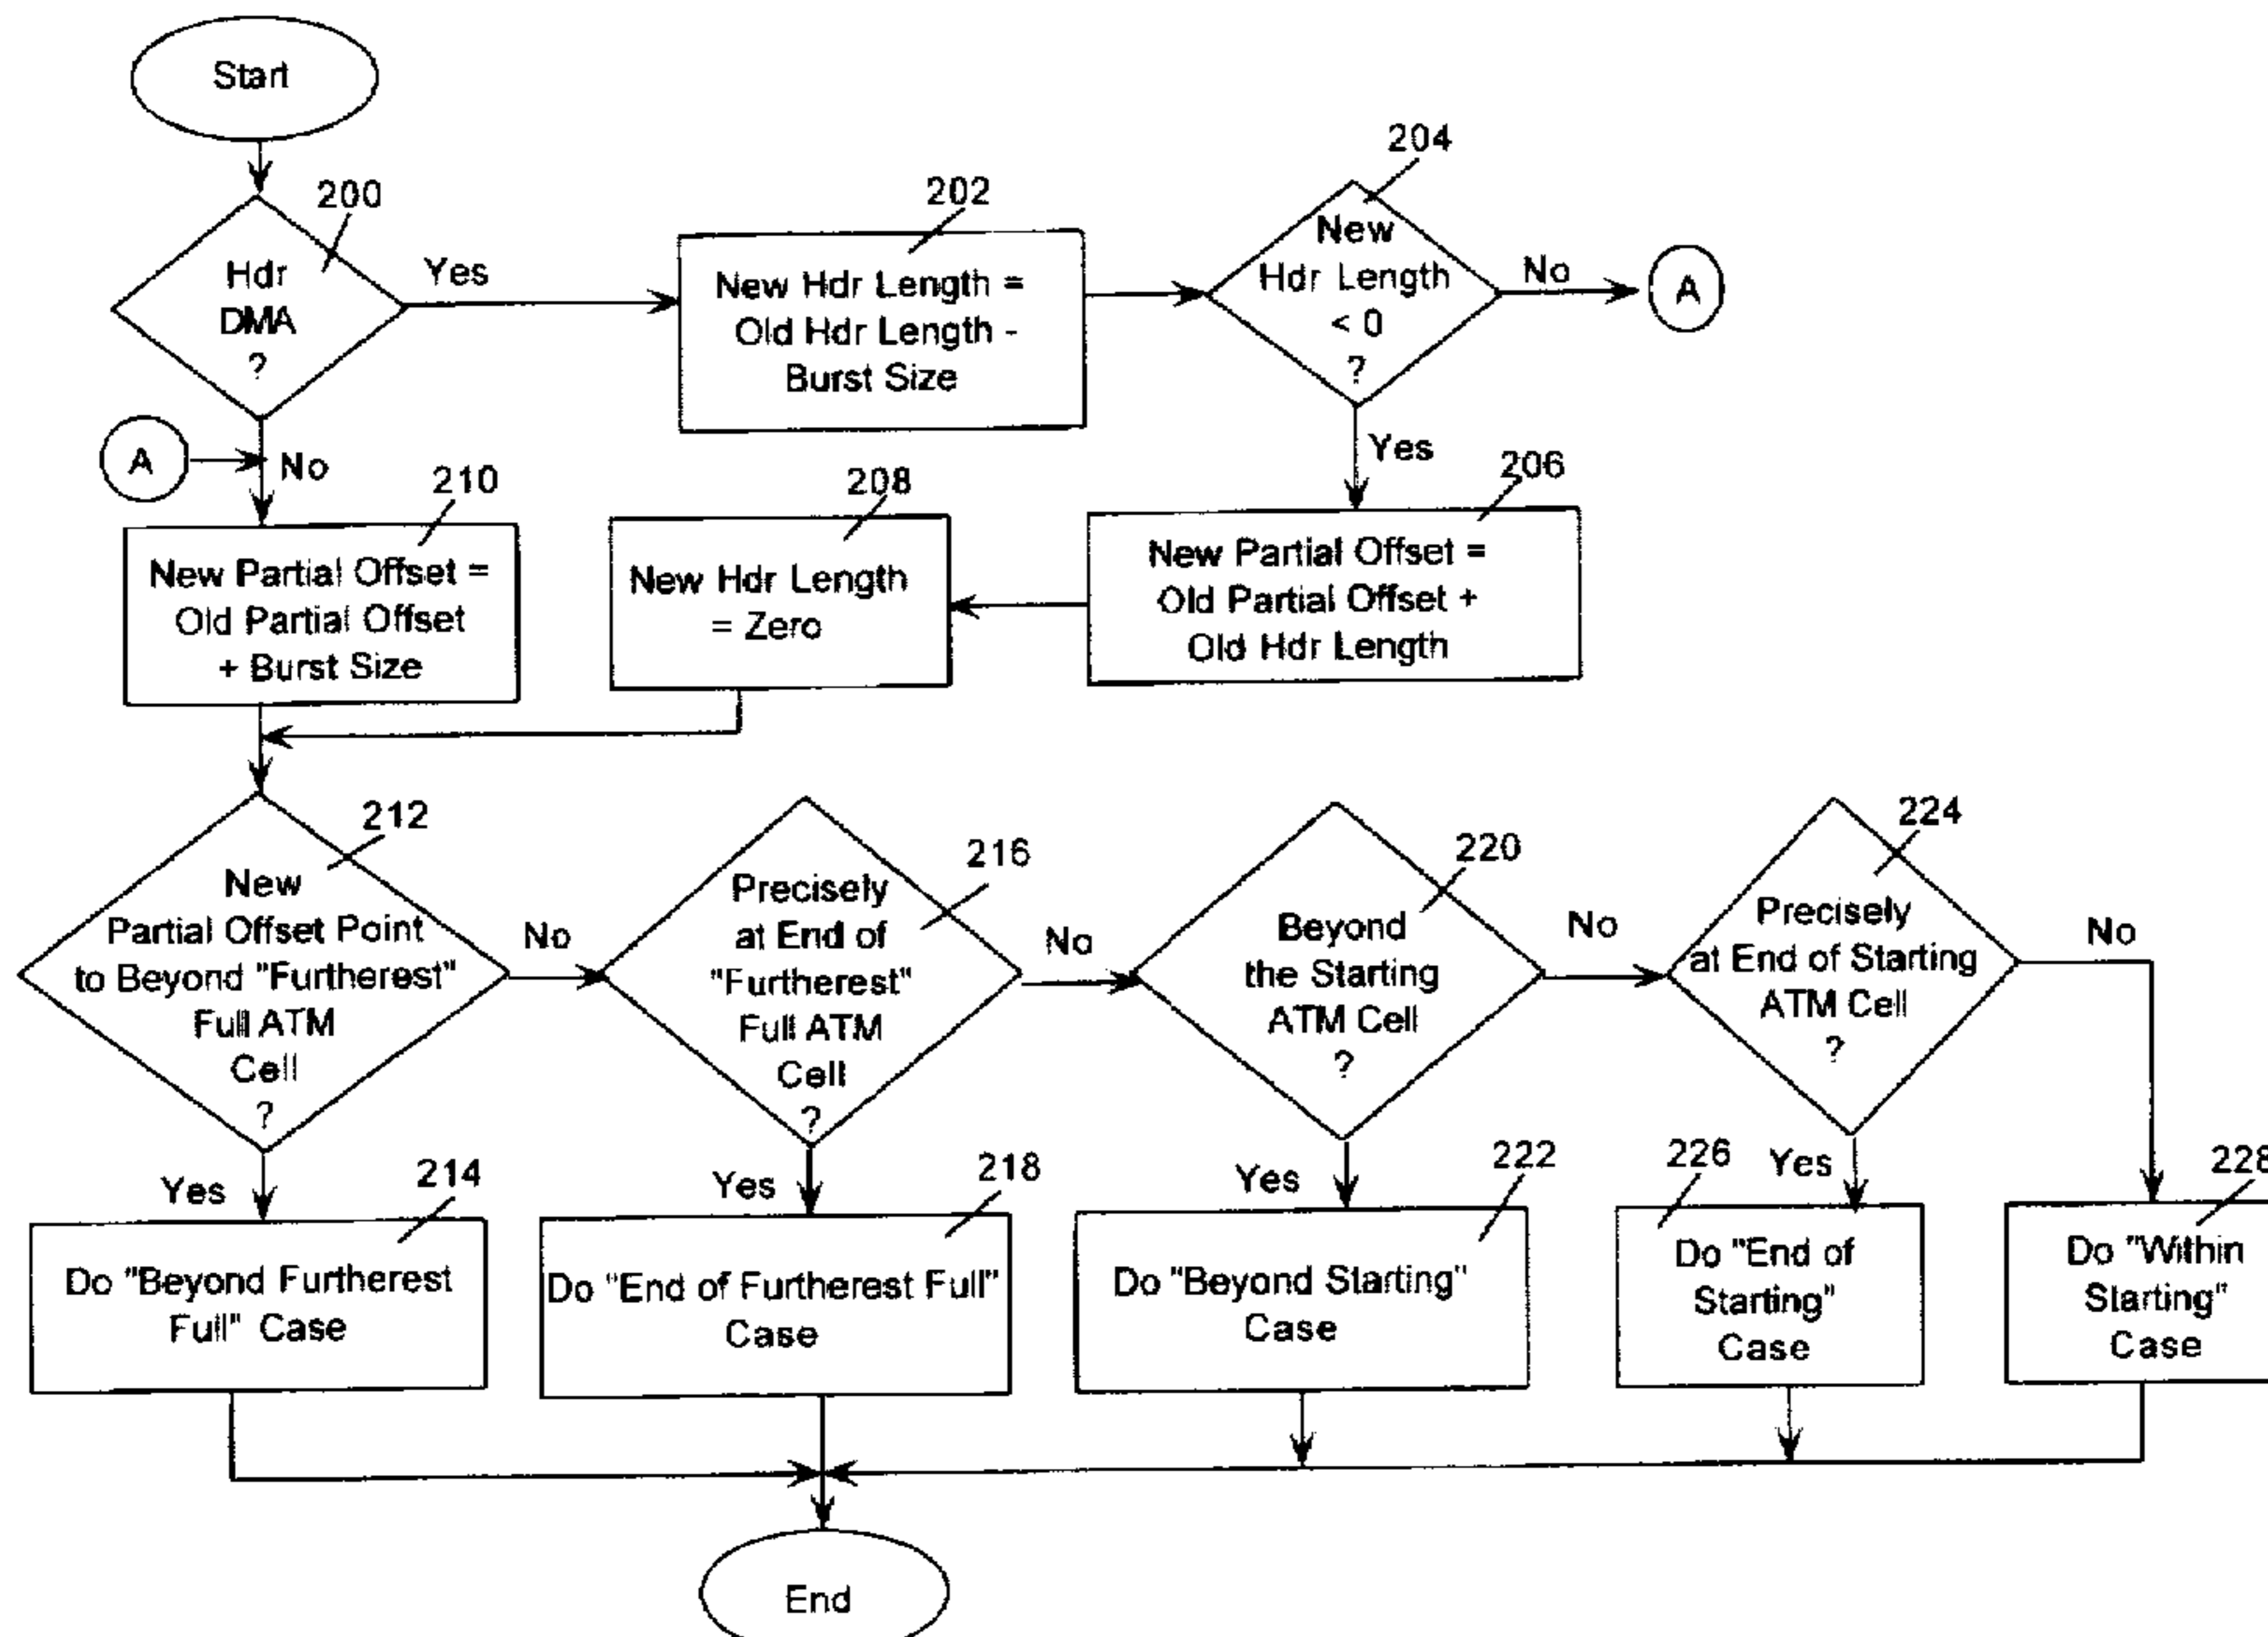 Start
200
Hdr
DMA
?
Yes
202
New Hdr Length =
Old Hdr Length -
Burst Size
204
New
Hdr Length
< 0
?
No
A
Yes
A
No
210
New Partial Offset =
Old Partial Offset
+ Burst Size
208
New Hdr Length
= Zero
206
New Partial Offset =
Old Partial Offset +
Old Hdr Length
212
New
Partial Offset Point
to Beyond "Furtherest"
Full ATM
Cell
?
No
Yes
216
Precisely
at End of
"Furtherest"
Full ATM
Cell
?
No
Yes
220
Beyond
the Starting
ATM Cell
?
No
Yes
224
Precisely
at End of Starting
ATM Cell
?
No
Yes
214
Do "Beyond Furtherest
Full" Case
218
Do "End of Furtherest Full"
Case
222
Do "Beyond Starting"
Case
226
Do "End of
Starting"
Case
228
Do "Within
Starting"
Case
End